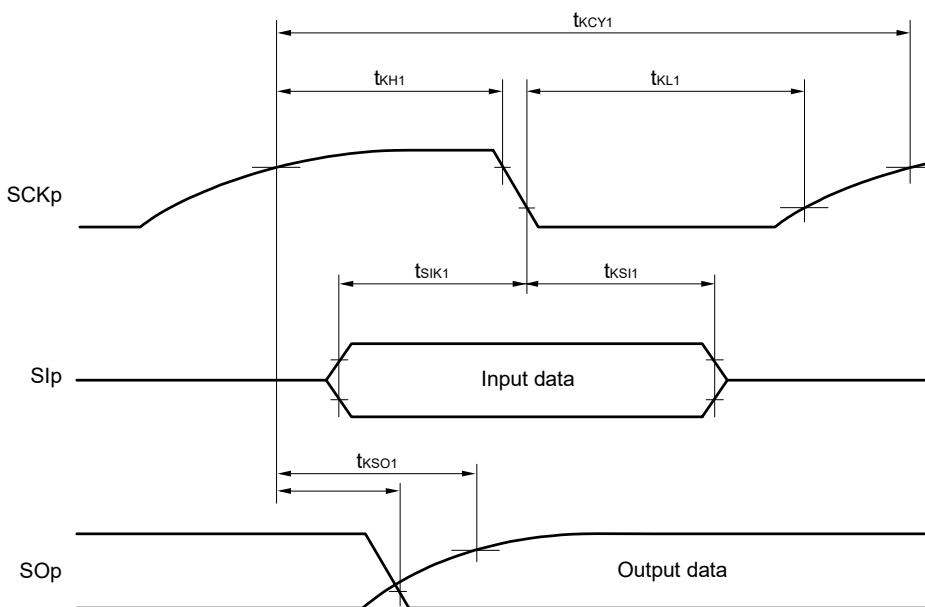 tKCY1
tKH1
tKL1
SCKp
tSIK1
tKSI1
SIp
Input data
tKSO1
SOp
Output data